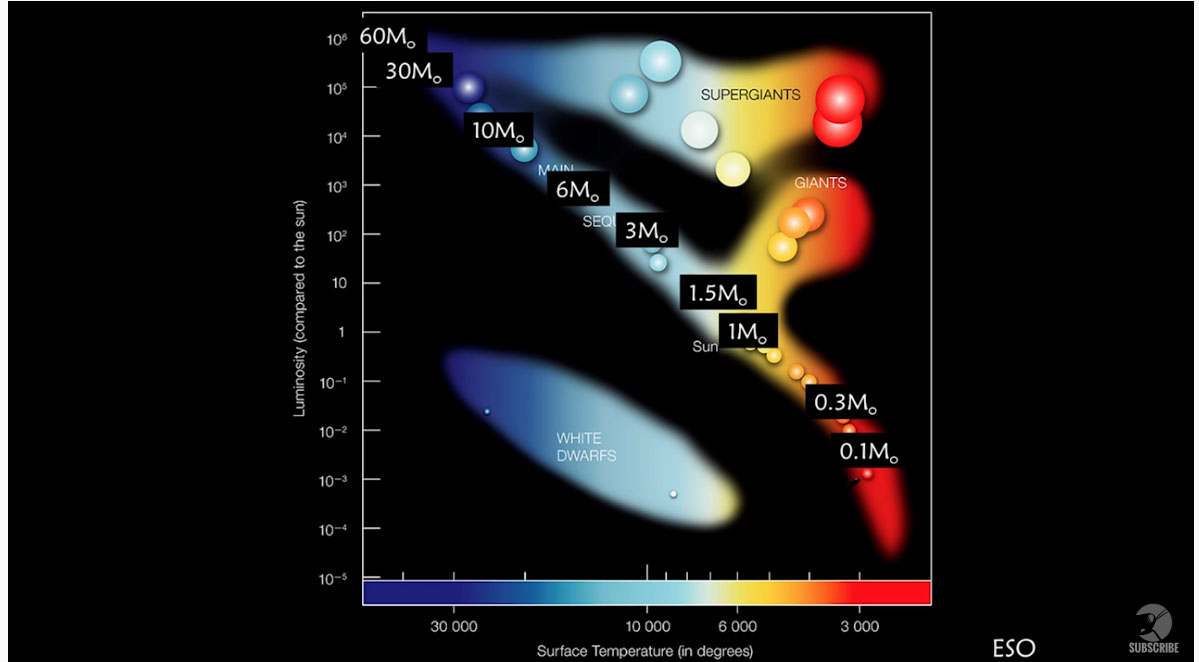 10⁶
60M☉
30M☉
10⁵
SUPERGIANTS
10M☉
10⁴
MAIN
GIANTS
10³
6M☉
SEQU
3M☉
10²
10
1.5M☉
1
1M☉
Sun
10⁻¹
0.3M☉
10⁻²
WHITE
DWARFS
0.1M☉
10⁻³
10⁻⁴
10⁻⁵
Luminosity (compared to the sun)
30 000
10 000
6 000
3 000
Surface Temperature (in degrees)
ESO
SUBSCRIBE